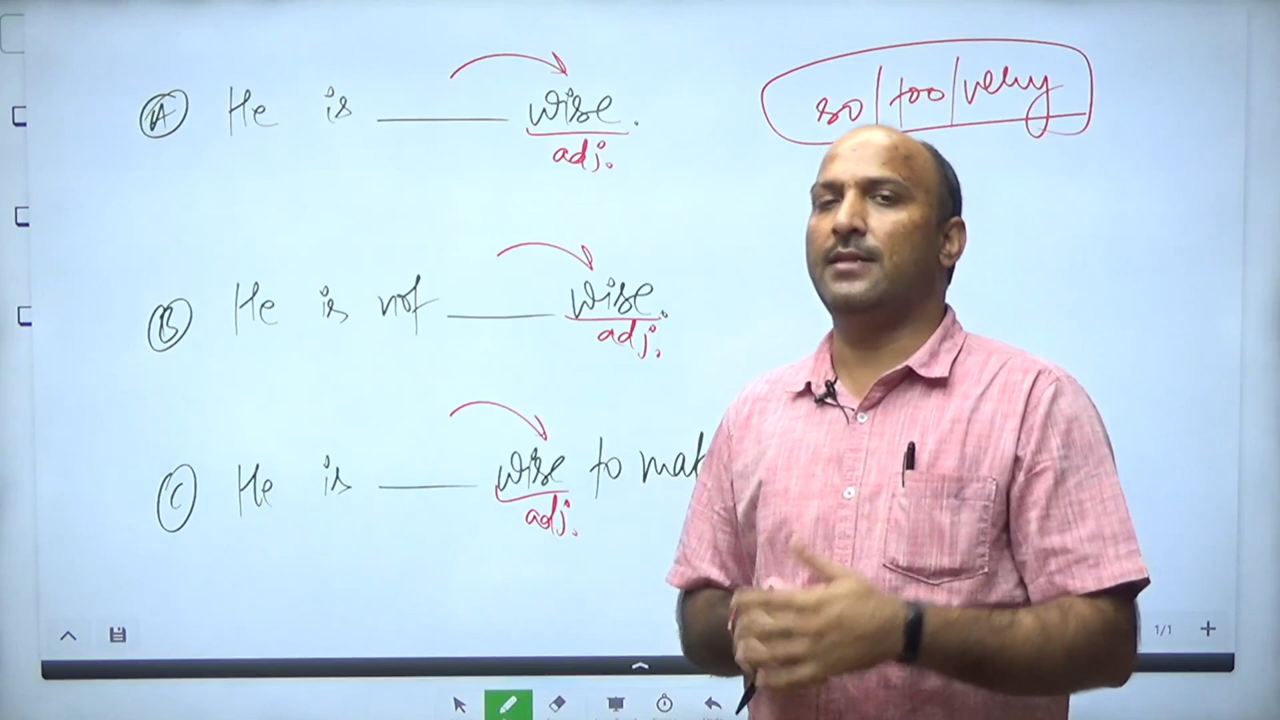 so/too/very
A He is ______ wise.
adj.
B He is not ______ wise.
adj.
C He is ______ wise to
adj.
1/1